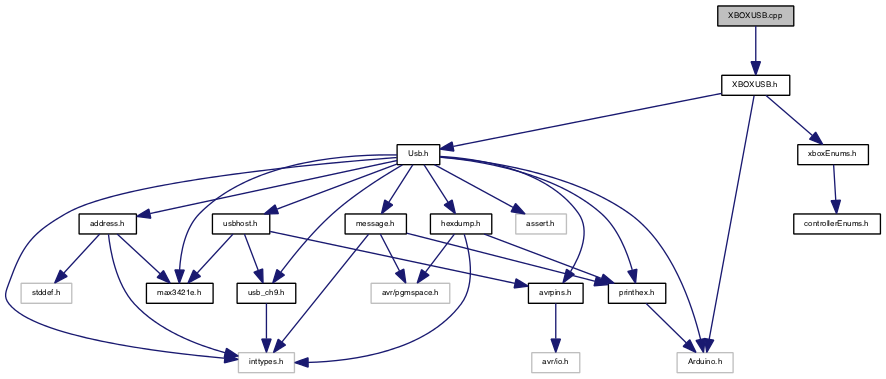 XBOXUSB.cpp
XBOXUSB.h
Usb.h
xboxEnums.h
address.h
usbhost.h
message.h
hexdump.h
assert.h
controllerEnums.h
stddef.h
max3421e.h
usb_ch9.h
avr/pgmspace.h
avrpins.h
printhex.h
inttypes.h
avr/io.h
Arduino.h